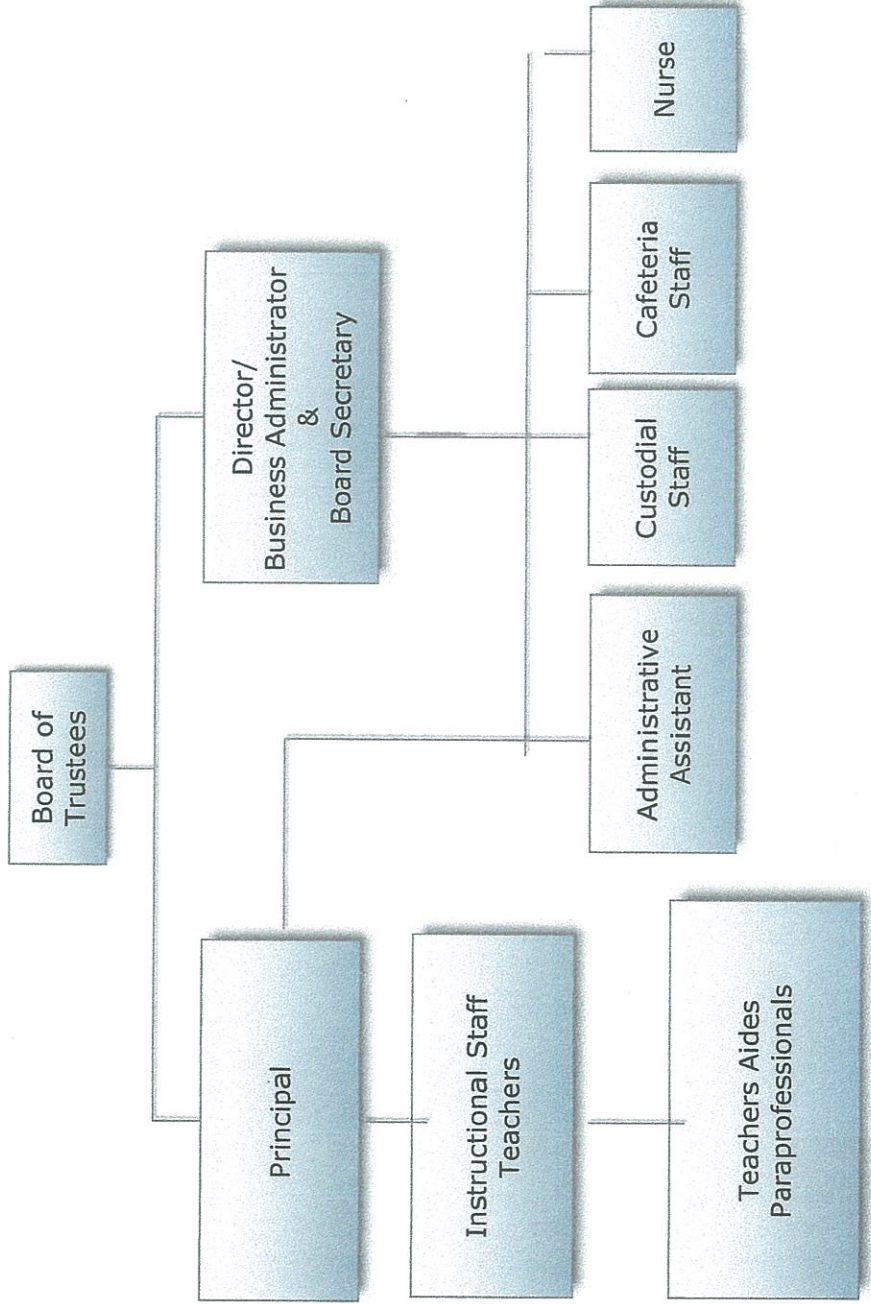 Board of
Trustees
Principal
Director/
Business Administrator
&
Board Secretary
Instructional Staff
Teachers
Teachers Aides
Paraprofessionals
Administrative
Assistant
Custodial
Staff
Cafeteria
Staff
Nurse